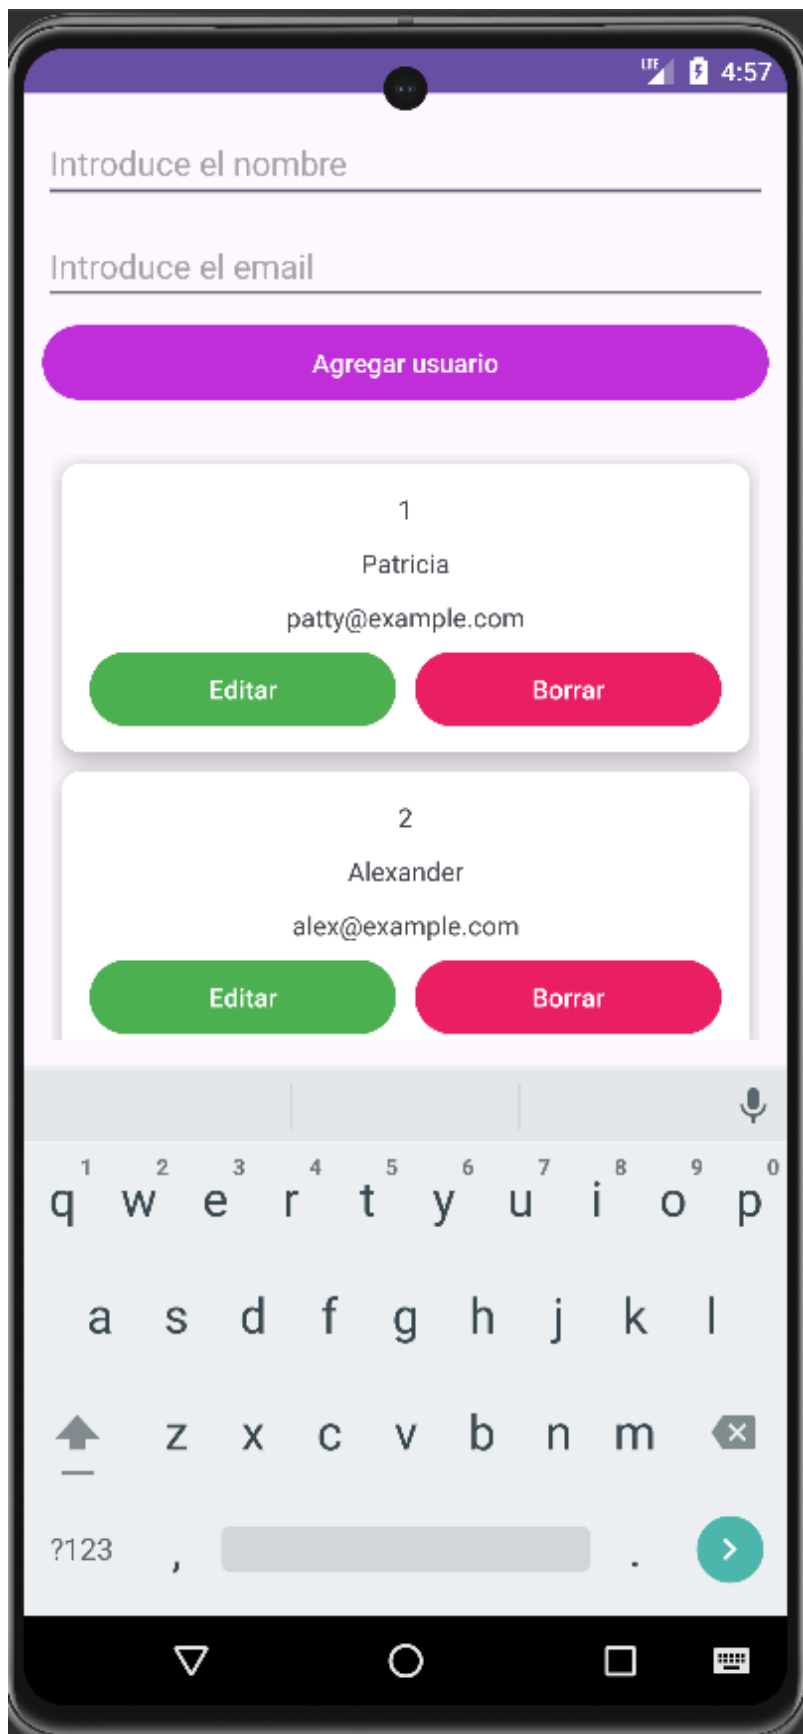 LTE 4:57
Introduce el nombre
Introduce el email
Agregar usuario
1
Patricia
patty@example.com
Editar Borrar
2
Alexander
alex@example.com
Editar Borrar
1 2 3 4 5 6 7 8 9 0
q w e r t y u i o p
a s d f g h j k l
z x c v b n m
?123 , .